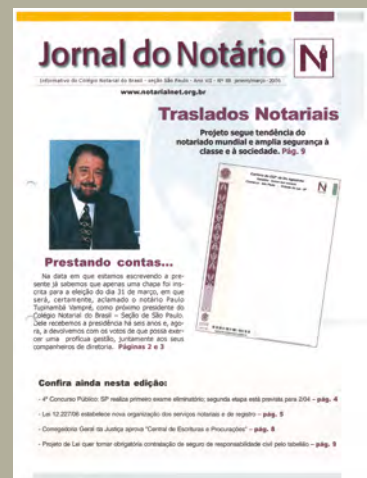 Jornal do Notário N
Informativo do Colégio Notarial do Brasil - seção São Paulo - Ano VII - Nº 88 janeiro/março - 2006
www.notarialnet.org.br
Traslados Notariais
Projeto segue tendência do
notariado mundial e amplia segurança à
classe e à sociedade. Pág. 9
N
Prestando contas...
Na data em que estamos escrevendo a pre-
sente já sabemos que apenas uma chapa foi ins-
crita para a eleição do dia 31 de março, em que
será, certamente, aclamado o notário Paulo
Tupinambá Vampré, como próximo presidente do
Colégio Notarial do Brasil – Seção de São Paulo.
Dele recebemos a presidência há seis anos e, ago-
ra, a devolvemos com os votos de que possa exer-
cer uma profícua gestão, juntamente aos seus
companheiros de diretoria. Páginas 2 e 3
Confira ainda nesta edição:
- 4º Concurso Público: SP realiza primeiro exame eliminatório; segunda etapa está prevista para 2/04 – pág. 4
- Lei 12.227/06 estabelece nova organização dos serviços notariais e de registro – pág. 5
- Corregedoria Geral da Justiça aprova "Central de Escrituras e Procurações" – pág. 8
- Projeto de Lei quer tornar obrigatória contratação de seguro de responsabilidade civil pelo tabelião – pág. 9